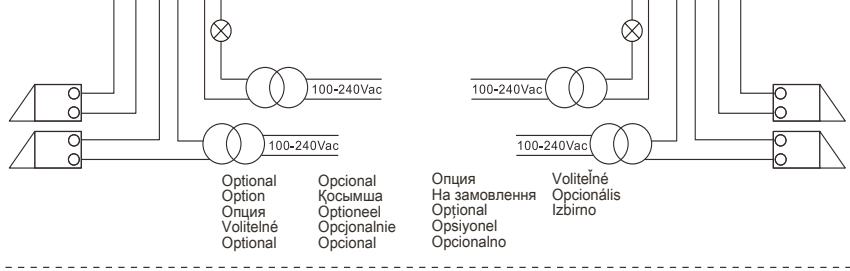 100-240Vac
100-240Vac
100-240Vac
100-240Vac
Optional
Option
Опция
Volitelné
Optional
Opcional
Қосымша
Optioneel
Opcjonalnie
Opcional
Опция
На замовлення
Opțional
Opsiyonel
Opcionalno
Voliteľné
Opcionális
Izbirno